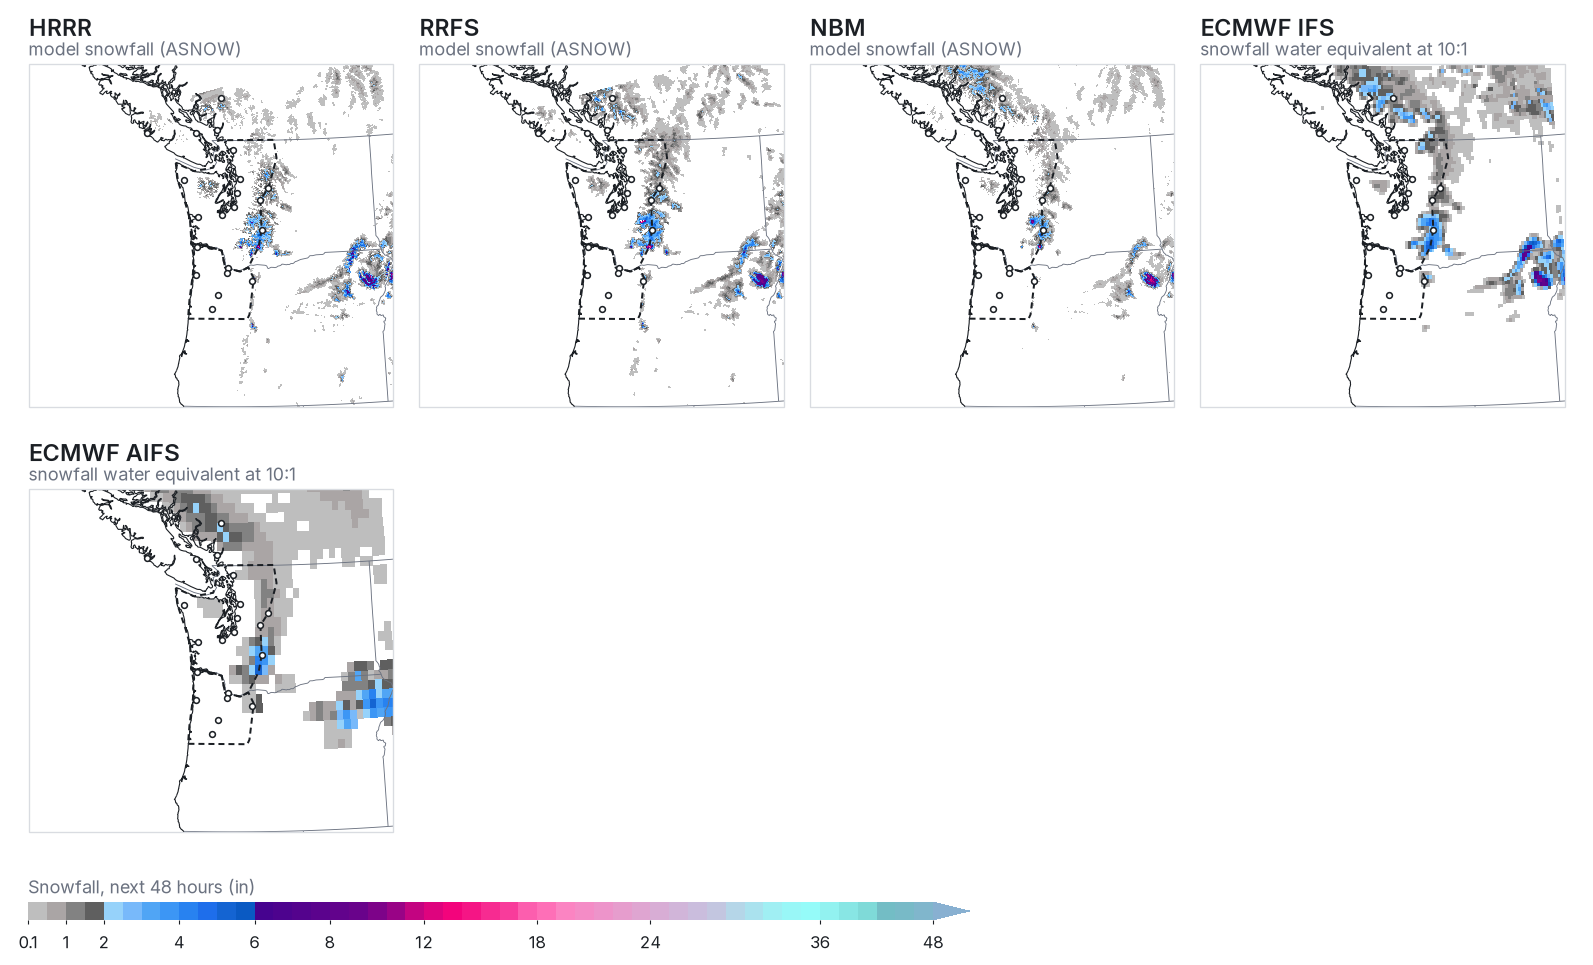 HRRR
model snowfall (ASNOW)
RRFS
model snowfall (ASNOW)
NBM
model snowfall (ASNOW)
ECMWF IFS
snowfall water equivalent at 10:1
ECMWF AIFS
snowfall water equivalent at 10:1
Snowfall, next 48 hours (in)
0.1 1 2 4 6 8 12 18 24 36 48